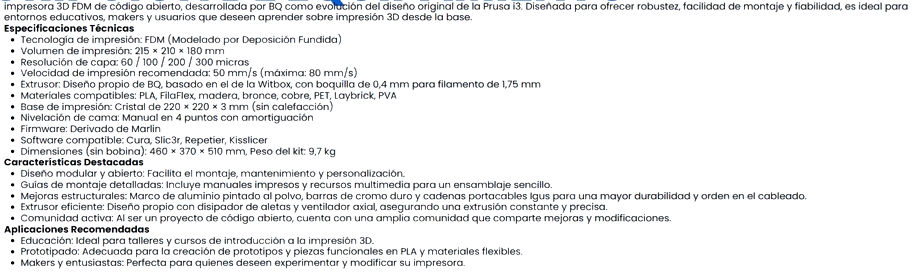 Impresora 3D FDM de código abierto, desarrollada por BQ como evolución del diseño original de la Prusa i3. Diseñada para ofrecer robustez, facilidad de montaje y fiabilidad, es ideal para
entornos educativos, makers y usuarios que deseen aprender sobre impresión 3D desde la base.
Especificaciones Técnicas
• Tecnología de impresión: FDM (Modelado por Deposición Fundida)
• Volumen de impresión: 215 × 210 × 180 mm
• Resolución de capa: 60 / 100 / 200 / 300 micras
• Velocidad de impresión recomendada: 50 mm/s (máxima: 80 mm/s)
• Extrusor: Diseño propio de BQ, basado en el de la Witbox, con boquilla de 0,4 mm para filamento de 1,75 mm
• Materiales compatibles: PLA, FilaFlex, madera, bronce, cobre, PET, Laybrick, PVA
• Base de impresión: Cristal de 220 × 220 × 3 mm (sin calefacción)
• Nivelación de cama: Manual en 4 puntos con amortiguación
• Firmware: Derivado de Marlin
• Software compatible: Cura, Slic3r, Repetier, Kisslicer
• Dimensiones (sin bobina): 460 × 370 × 510 mm, Peso del kit: 9,7 kg
Características Destacadas
• Diseño modular y abierto: Facilita el montaje, mantenimiento y personalización.
• Guías de montaje detalladas: Incluye manuales impresos y recursos multimedia para un ensamblaje sencillo.
• Mejoras estructurales: Marco de aluminio pintado al polvo, barras de cromo duro y cadenas portacables Igus para una mayor durabilidad y orden en el cableado.
• Extrusor eficiente: Diseño propio con disipador de aletas y ventilador axial, asegurando una extrusión constante y precisa.
• Comunidad activa: Al ser un proyecto de código abierto, cuenta con una amplia comunidad que comparte mejoras y modificaciones.
Aplicaciones Recomendadas
• Educación: Ideal para talleres y cursos de introducción a la impresión 3D.
• Prototipado: Adecuada para la creación de prototipos y piezas funcionales en PLA y materiales flexibles.
• Makers y entusiastas: Perfecta para quienes deseen experimentar y modificar su impresora.